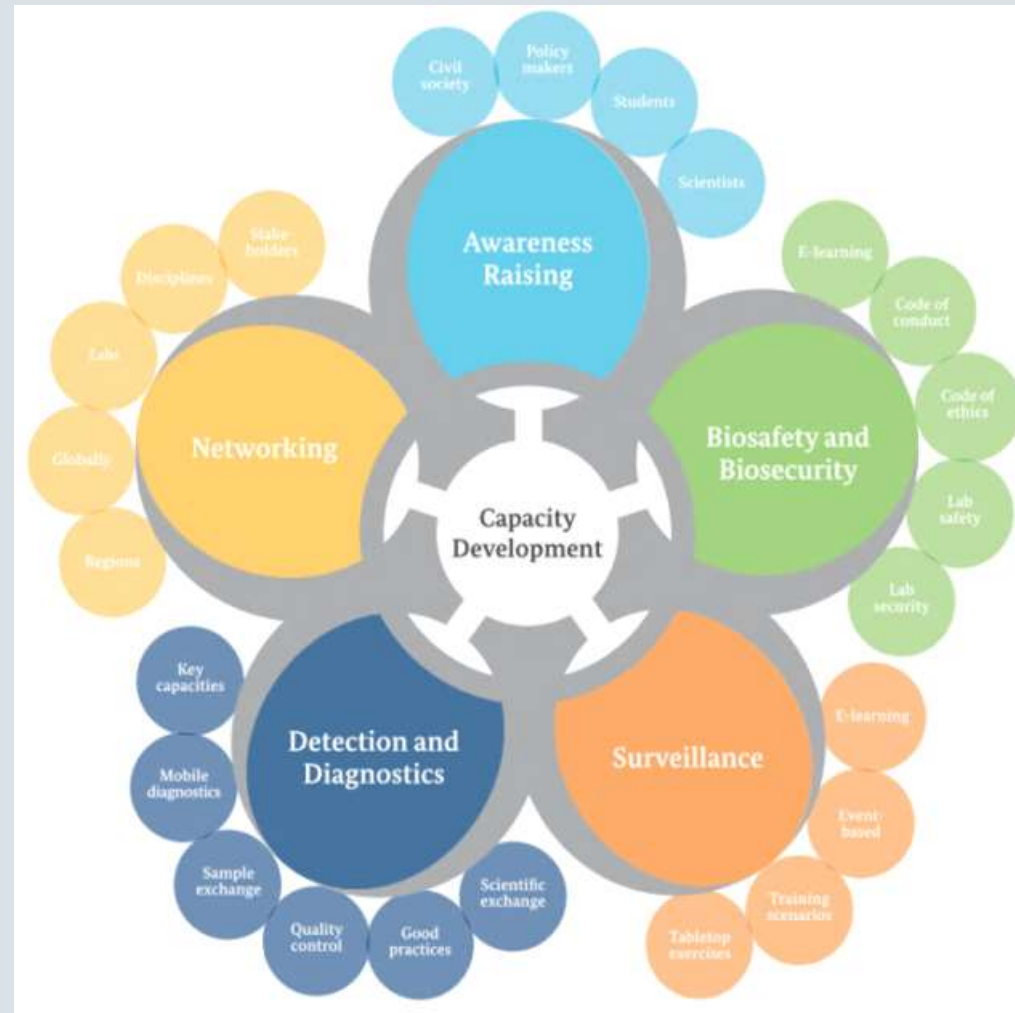 Civil
society
Policy
makers
Students
Scientists
Awareness
Raising
E-learning
Code of
conduct
Code of
ethics
Lab
safety
Lab
security
Biosafety and
Biosecurity
Stake-
holders
Disciplines
Labs
Globally
Regions
Networking
Capacity
Development
Key
capacities
Mobile
diagnostics
Sample
exchange
Quality
control
Good
practices
Scientific
exchange
Detection and
Diagnostics
Surveillance
E-learning
Event-
based
Training
scenarios
Tabletop
exercises